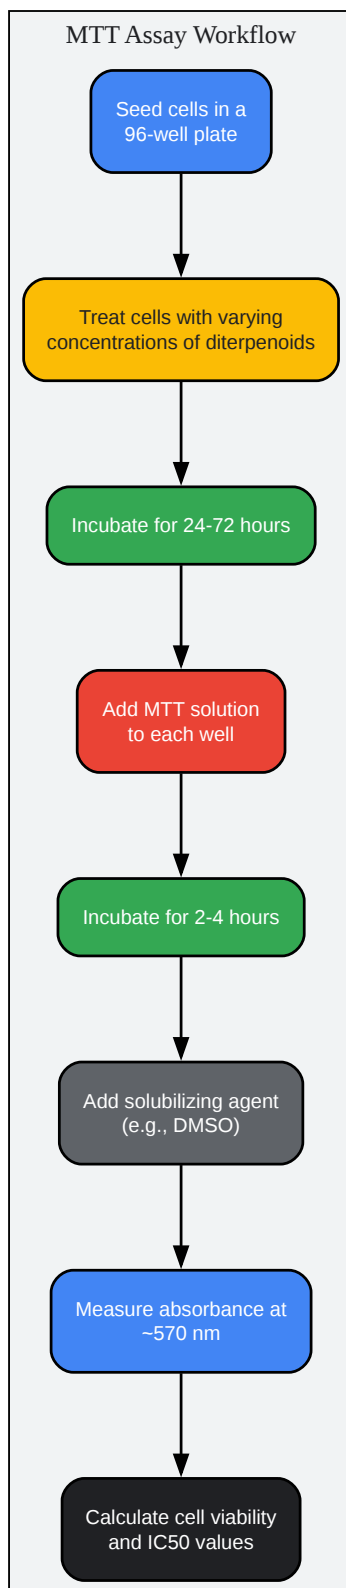 MTT Assay Workflow
Seed cells in a
96-well plate
Treat cells with varying
concentrations of diterpenoids
Incubate for 24-72 hours
Add MTT solution
to each well
Incubate for 2-4 hours
Add solubilizing agent
(e.g., DMSO)
Measure absorbance at
~570 nm
Calculate cell viability
and IC50 values